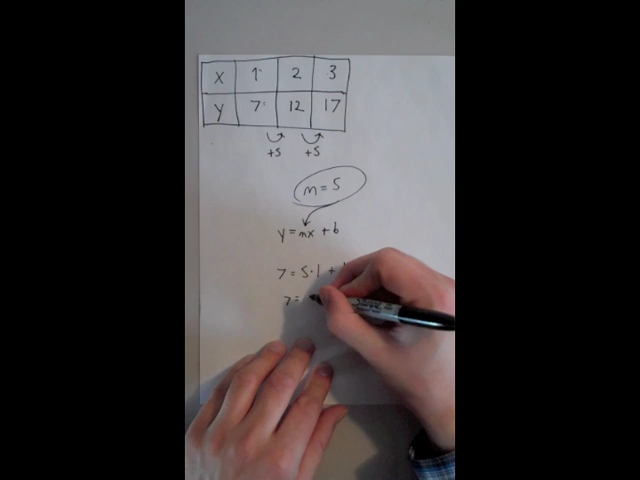 x 1 2 3
y 7 12 17
+5 +5
m = 5
y = mx + b
7 = 5·1 +
7 =